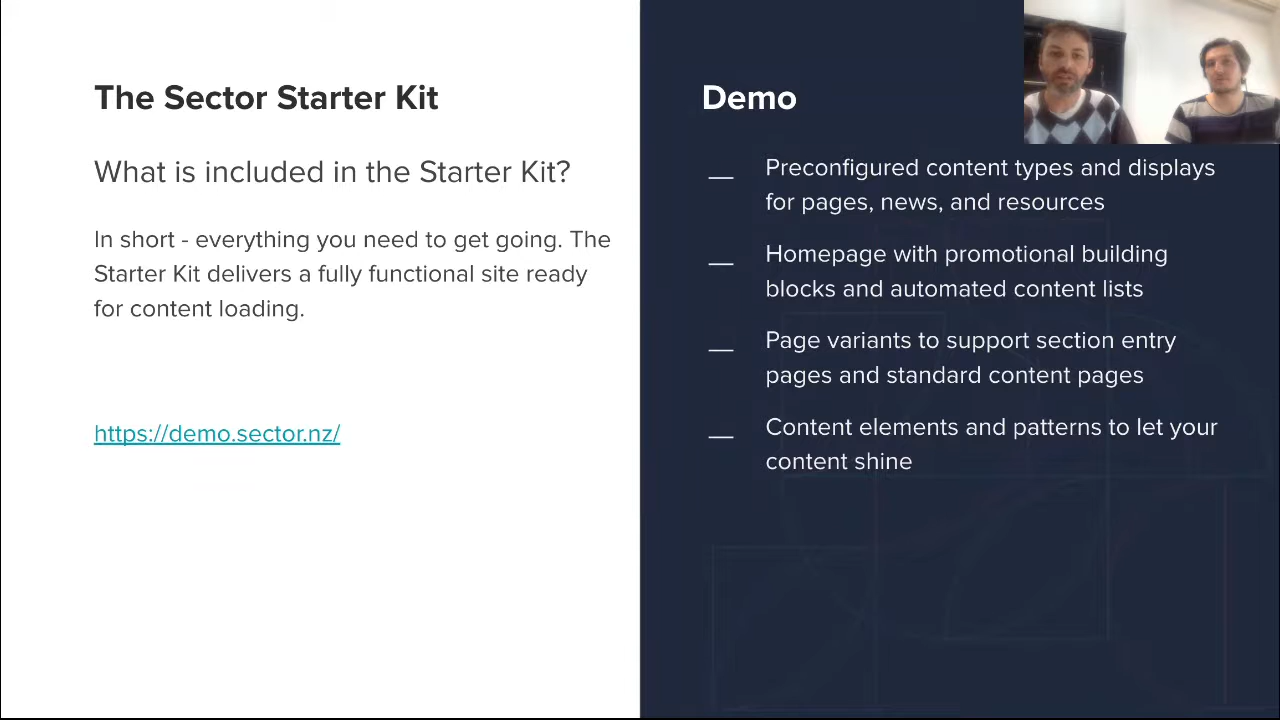 The Sector Starter Kit
What is included in the Starter Kit?
In short - everything you need to get going. The
Starter Kit delivers a fully functional site ready
for content loading.
https://demo.sector.nz/
Demo
Preconfigured content types and displays
for pages, news, and resources
Homepage with promotional building
blocks and automated content lists
Page variants to support section entry
pages and standard content pages
Content elements and patterns to let your
content shine